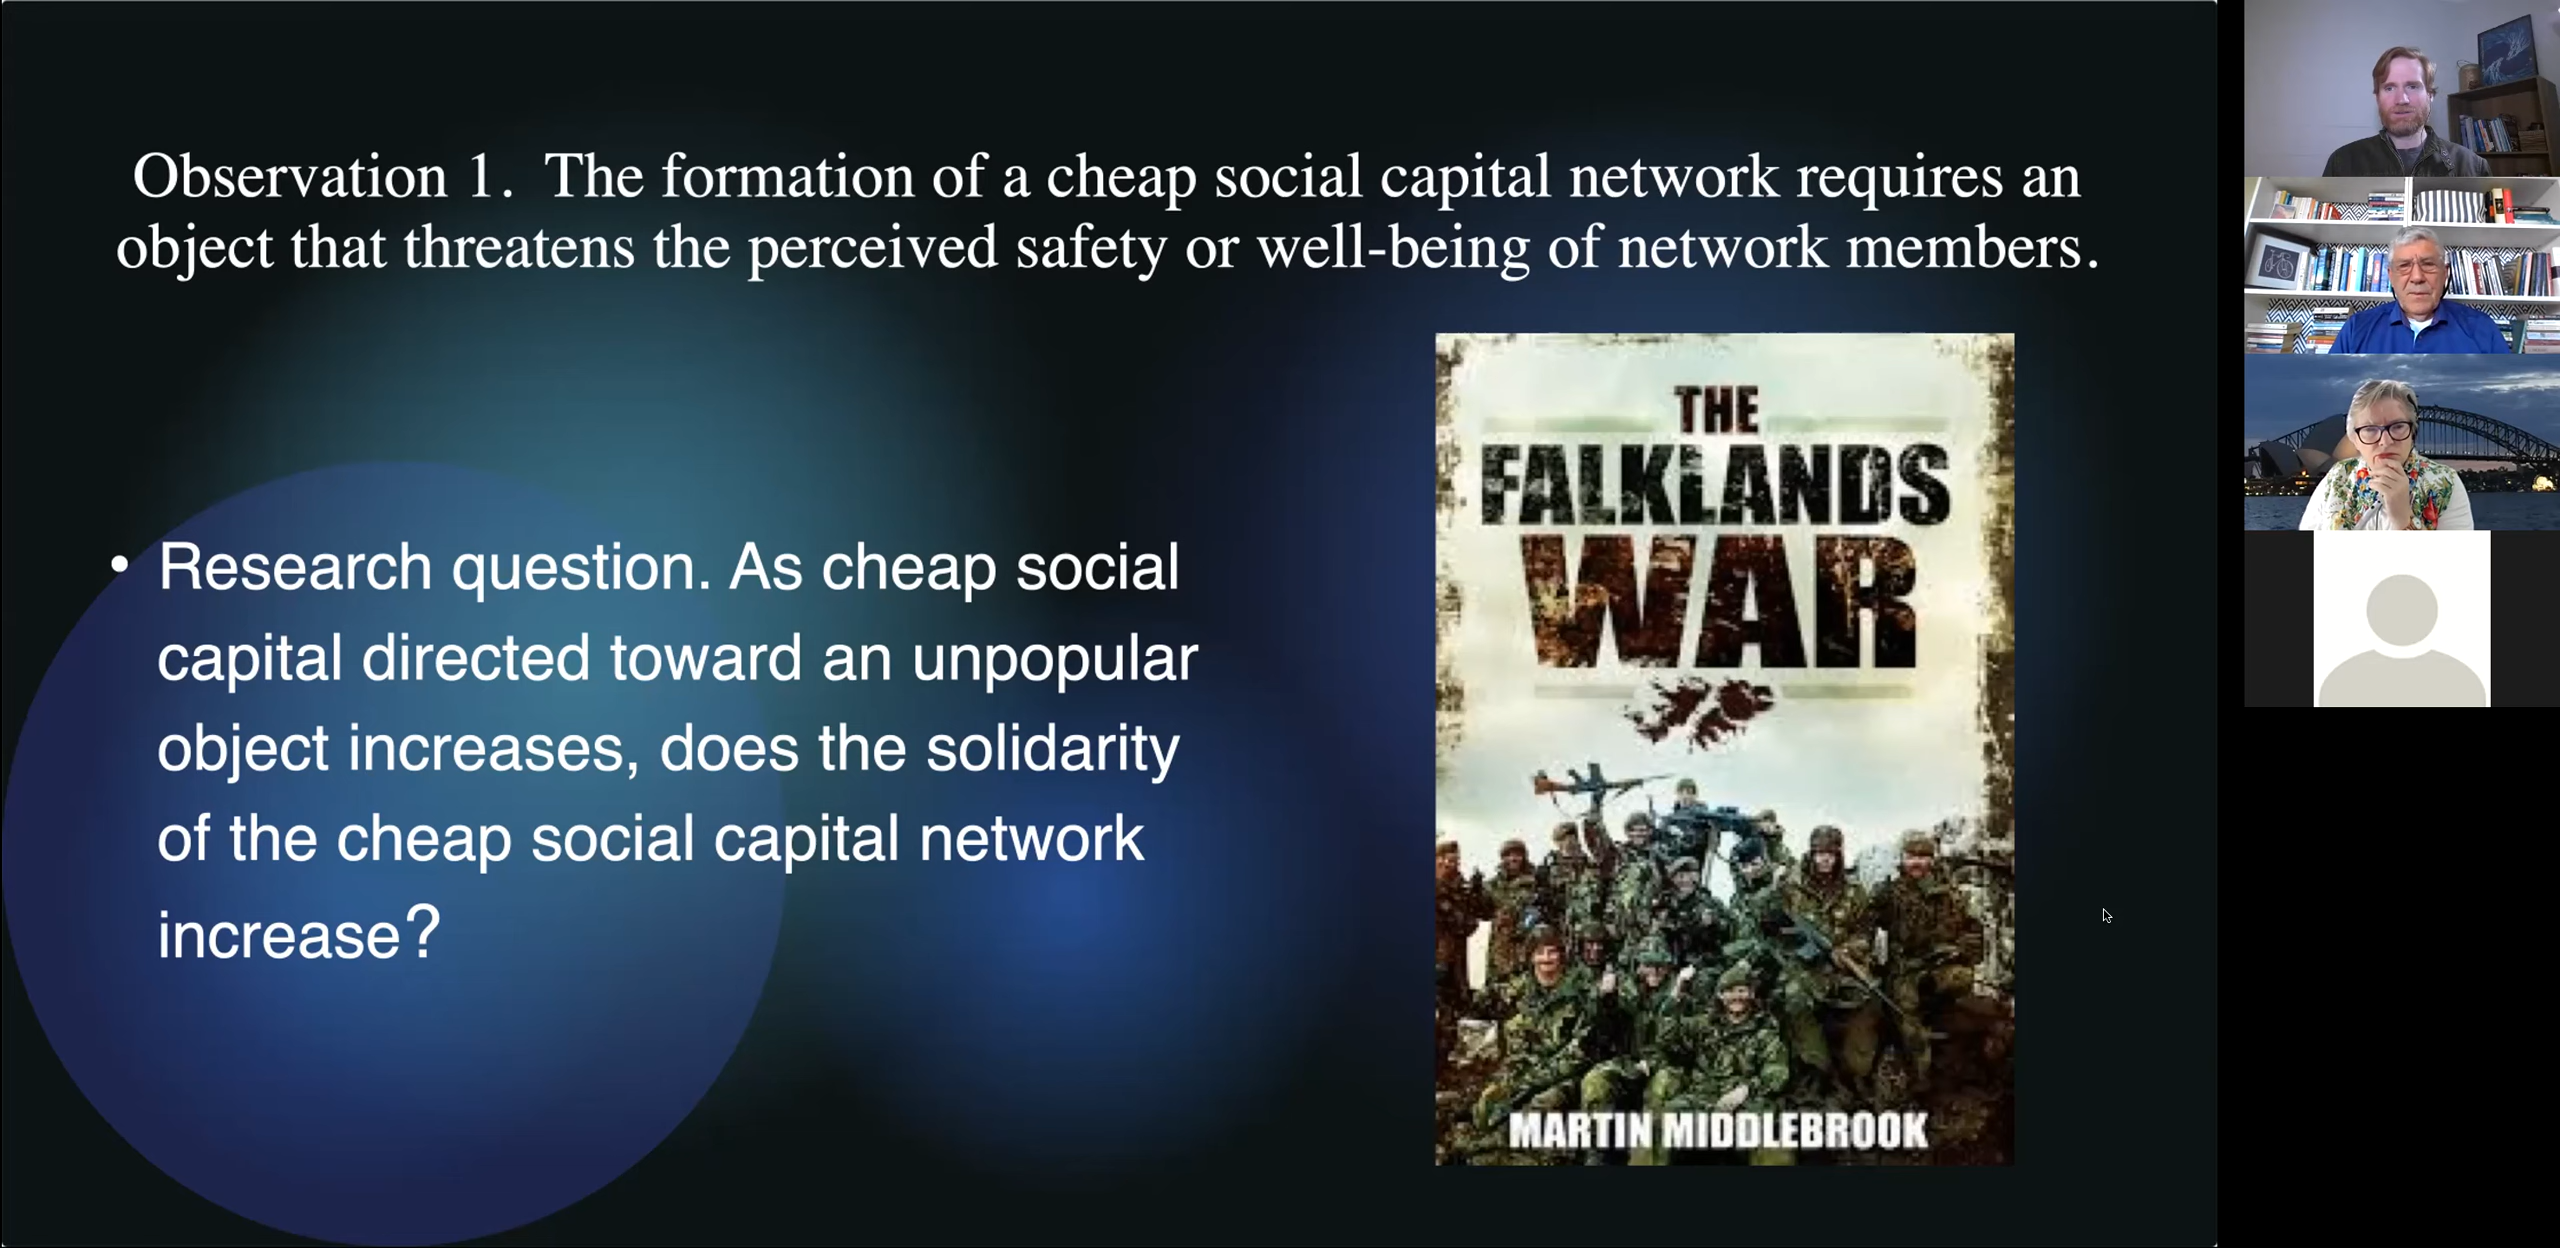 Observation 1.  The formation of a cheap social capital network requires an
object that threatens the perceived safety or well-being of network members.
• Research question. As cheap social
capital directed toward an unpopular
object increases, does the solidarity
of the cheap social capital network
increase?
THE
FALKLANDS
WAR
MARTIN MIDDLEBROOK